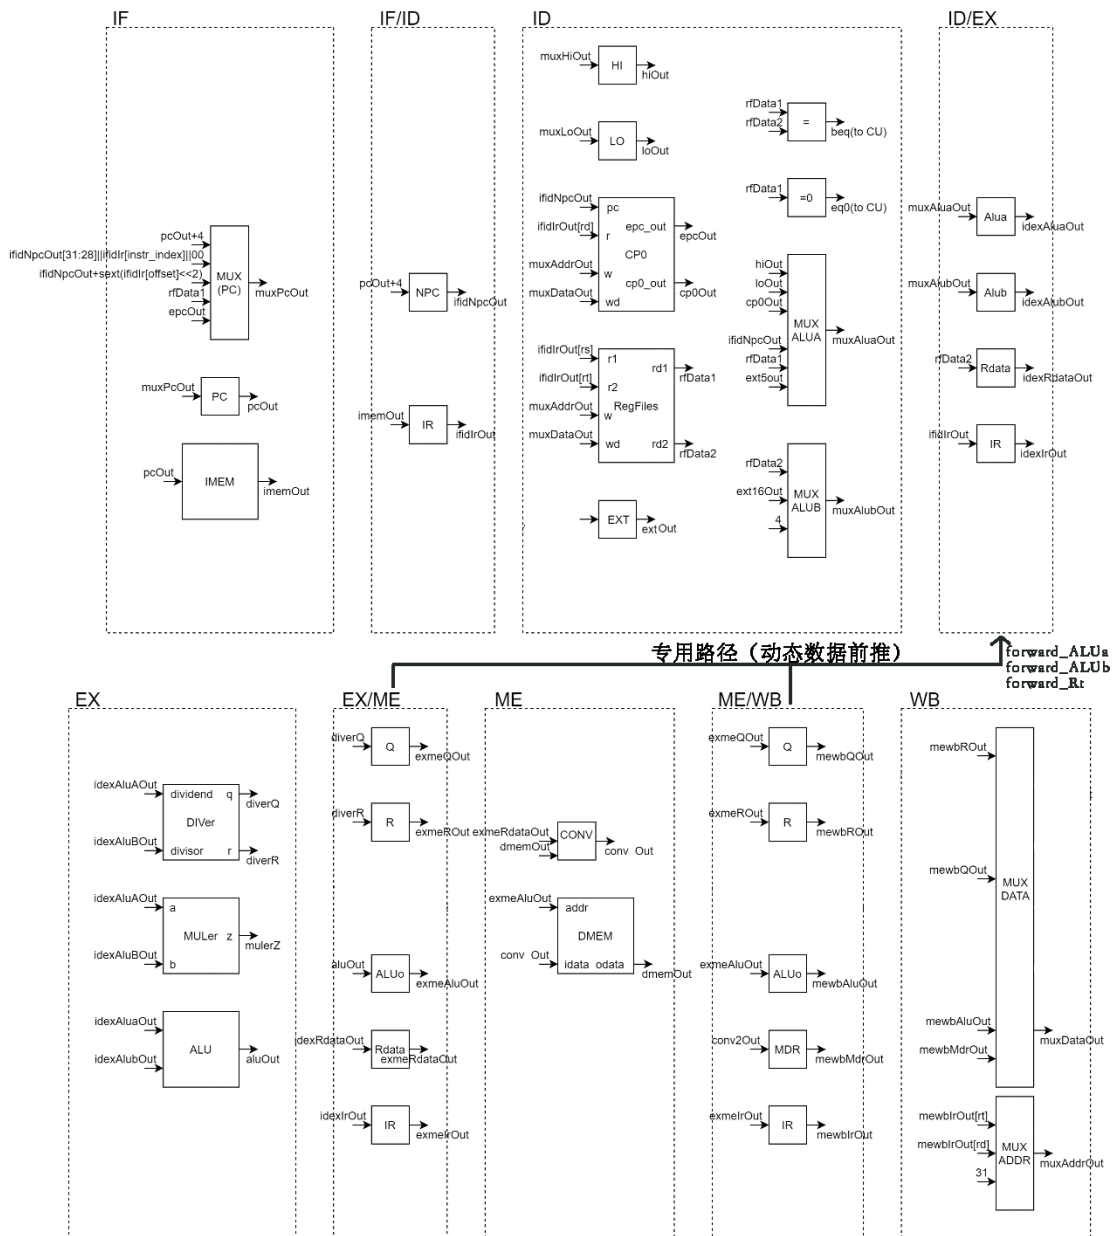 IF
IF/ID
ID
ID/EX
pcOut+4
ifidNpcOut[31:28]||ifidIr[instr_index]||00
ifidNpcOut+sext(ifidIr[offset]<<2)
rfData1
epcOut
MUX
(PC)
muxPcOut
muxPcOut
PC
pcOut
pcOut
IMEM
imemOut
pcOut+4
NPC
ifidNpcOut
imemOut
IR
ifidIrOut
muxHiOut
HI
hiOut
muxLoOut
LO
loOut
ifidNpcOut
ifidIrOut[rd]
muxAddrOut
muxDataOut
pc
r
w
wd
epc_out
CP0
cp0_out
epcOut
cp0Out
ifidIrOut[rs]
ifidIrOut[rt]
muxAddrOut
muxDataOut
r1
r2
w
wd
rd1
RegFiles
rd2
rfData1
rfData2
EXT
extOut
rfData1
rfData2
=
beq(to CU)
rfData1
=0
eq0(to CU)
hiOut
loOut
cp0Out
ifidNpcOut
rfData1
ext5out
MUX
ALUA
muxAluaOut
rfData2
ext16Out
4
MUX
ALUB
muxAlubOut
muxAluaOut
Alua
idexAluaOut
muxAlubOut
Alub
idexAlubOut
rfData2
Rdata
idexRdataOut
ifidIrOut
IR
idexIrOut
专用路径（动态数据前推）
forward_ALUa
forward_ALUb
forward_Rt
EX
EX/ME
ME
ME/WB
WB
idexAluAOut
idexAluBOut
dividend
q
DIVer
divisor
r
diverQ
diverR
idexAluAOut
idexAluBOut
a
MULer
z
b
mulerZ
idexAluaOut
idexAlubOut
ALU
aluOut
diverQ
Q
exmeQOut
diverR
R
exmeROut
aluOut
ALUo
exmeAluOut
dexRdataOut
Rdata
exmeRdataOut
idexIrOut
IR
exmeIrOut
exmeRdataOut
dmemOut
CONV
conv Out
exmeAluOut
conv Out
addr
DMEM
idata
odata
dmemOut
exmeQOut
Q
mewbQOut
exmeROut
R
mewbROut
exmeAluOut
ALUo
mewbAluOut
conv2Out
MDR
mewbMdrOut
exmeIrOut
IR
mewbIrOut
mewbROut
mewbQOut
mewbAluOut
mewbMdrOut
MUX
DATA
muxDataOut
mewbIrOut[rt]
mewbIrOut[rd]
31
MUX
ADDR
muxAddrOut